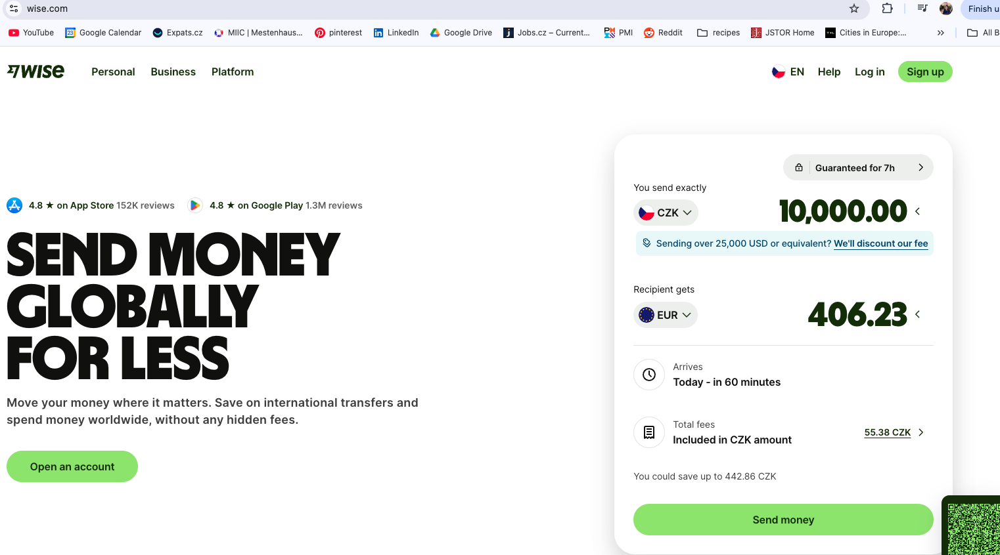 wise.com
Finish u
YouTube Google Calendar Expats.cz MIIC | Mestenhaus... pinterest LinkedIn Google Drive Jobs.cz – Current... PMI Reddit recipes JSTOR Home Cities in Europe:... » All B
WISE Personal Business Platform EN Help Log in Sign up
4.8 ★ on App Store 152K reviews 4.8 ★ on Google Play 1.3M reviews
SEND MONEY
GLOBALLY
FOR LESS
Move your money where it matters. Save on international transfers and
spend money worldwide, without any hidden fees.
Open an account
Guaranteed for 7h
You send exactly
CZK 10,000.00
Sending over 25,000 USD or equivalent? We'll discount our fee
Recipient gets
EUR 406.23
Arrives
Today - in 60 minutes
Total fees
Included in CZK amount 55.38 CZK
You could save up to 442.86 CZK
Send money